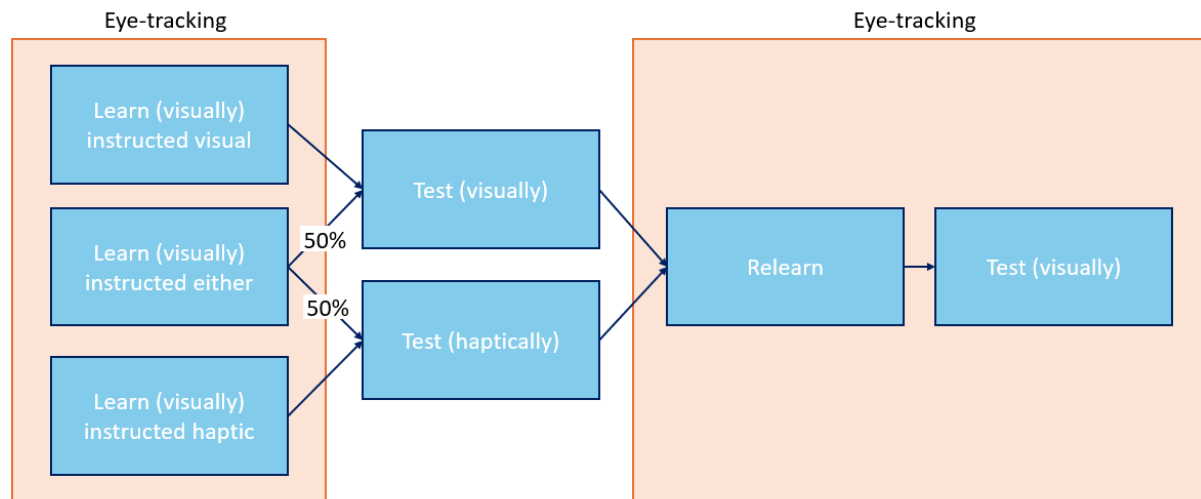 Eye-tracking
Eye-tracking
Learn (visually)
instructed visual
Learn (visually)
instructed either
Learn (visually)
instructed haptic
50%
50%
Test (visually)
Test (haptically)
Relearn
Test (visually)